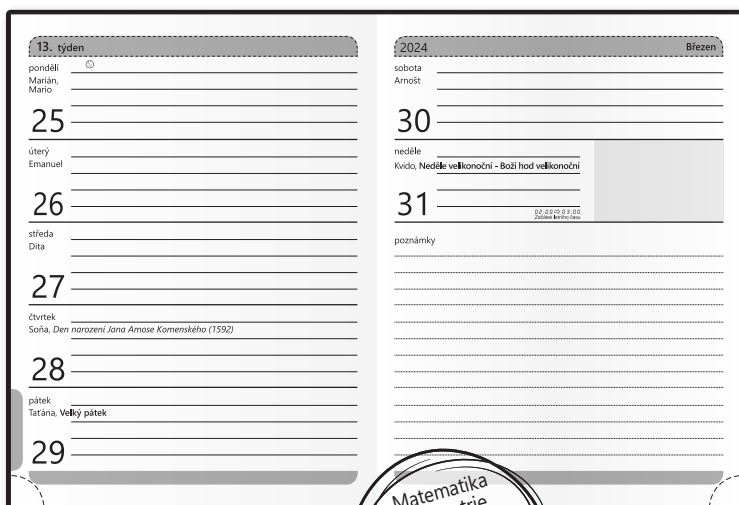 13. týden
pondělí
Marián,
Mario
25
úterý
Emanuel
26
středa
Dita
27
čtvrtek
Soňa, Den narození Jana Amose Komenského (1592)
28
pátek
Taťána, Velký pátek
29
2024 Březen
sobota
Arnošt
30
neděle
Kvido, Neděle velikonoční - Boží hod velikonoční
31
02:00⇨03:00
Začátek letního času
poznámky
Matematika